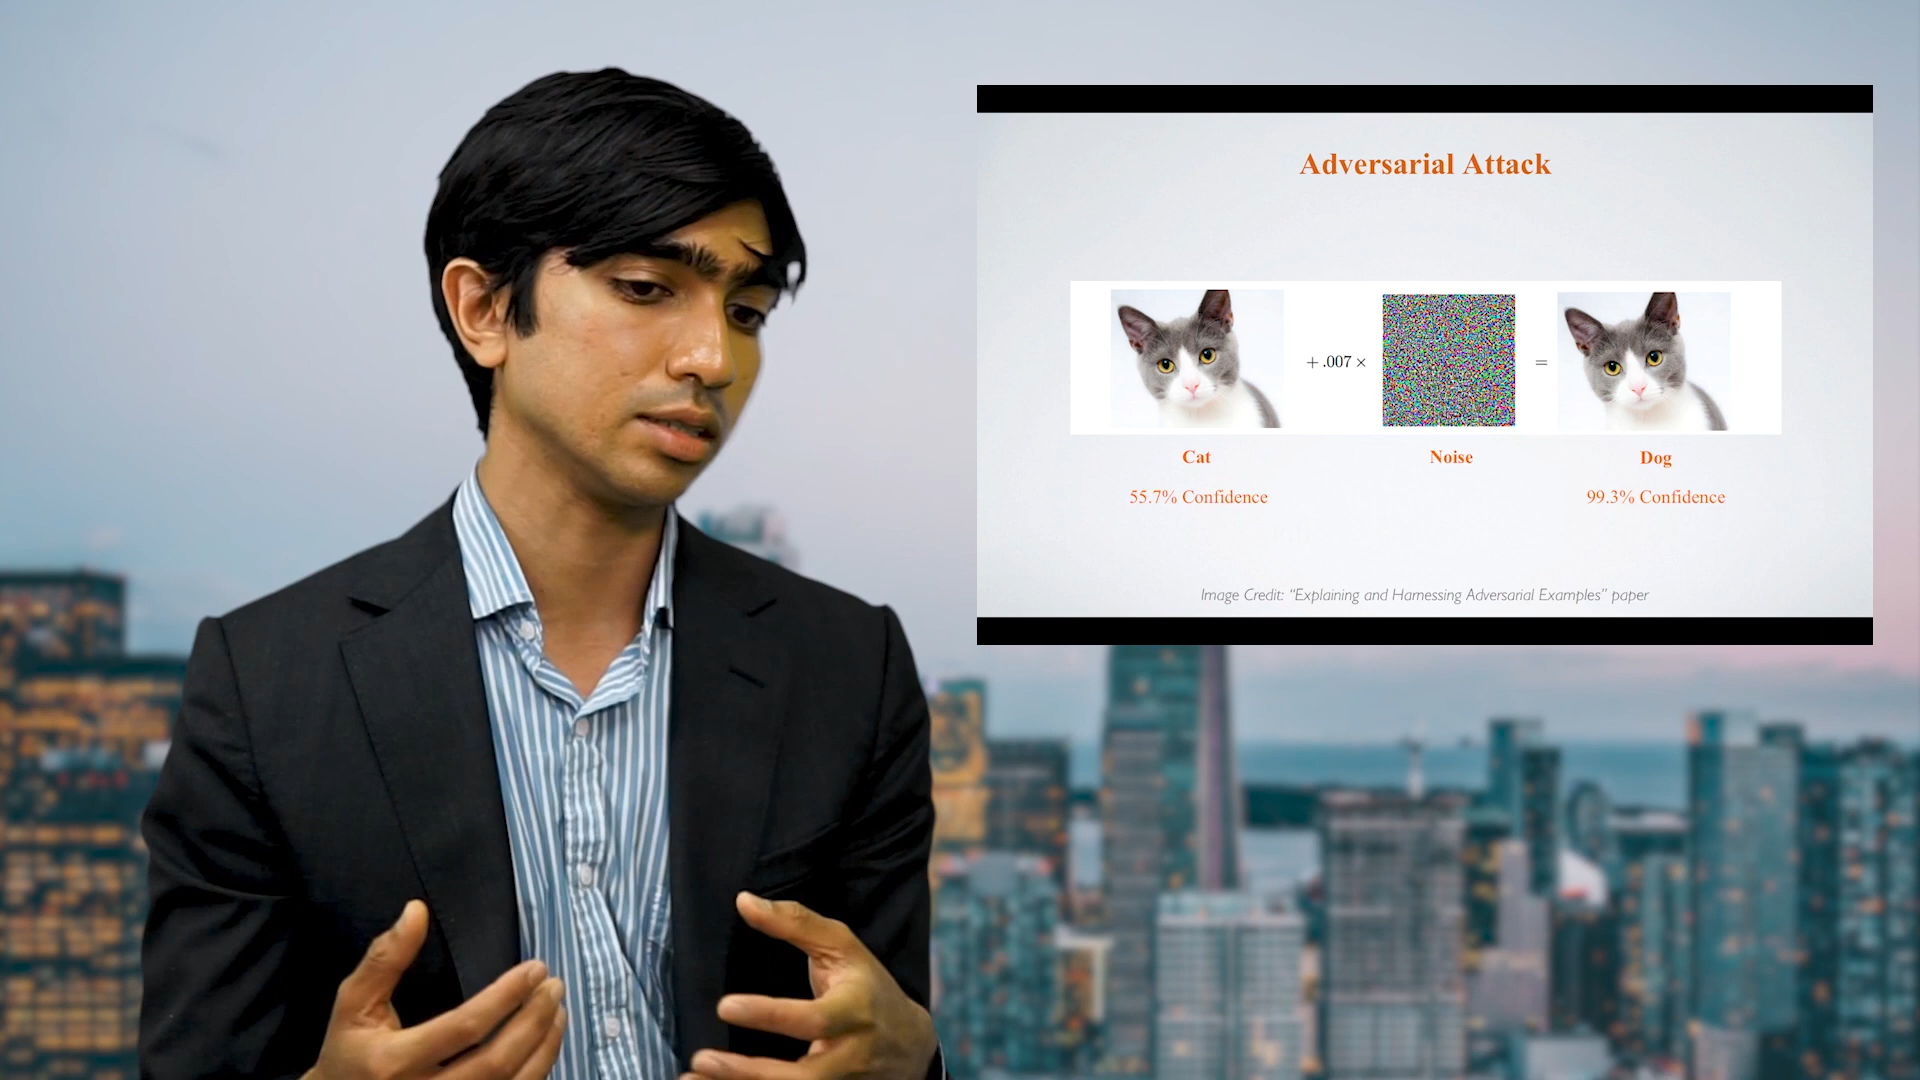 Adversarial Attack
+ .007 ×
=
Cat
Noise
Dog
55.7% Confidence
99.3% Confidence
Image Credit: “Explaining and Harnessing Adversarial Examples” paper